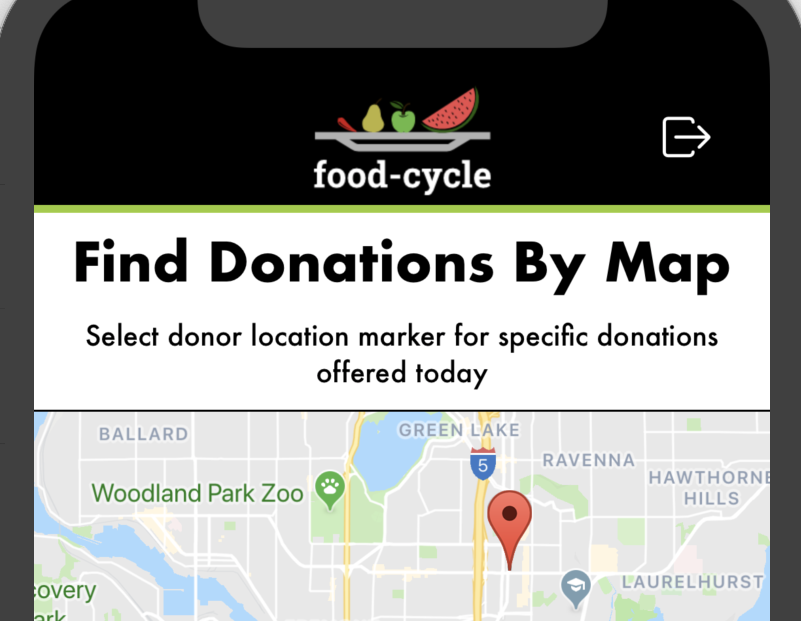 food-cycle
Find Donations By Map
Select donor location marker for specific donations
offered today
BALLARD
GREEN LAKE
5
RAVENNA
Woodland Park Zoo
HAWTHORNE
HILLS
LAURELHURST
covery
ark